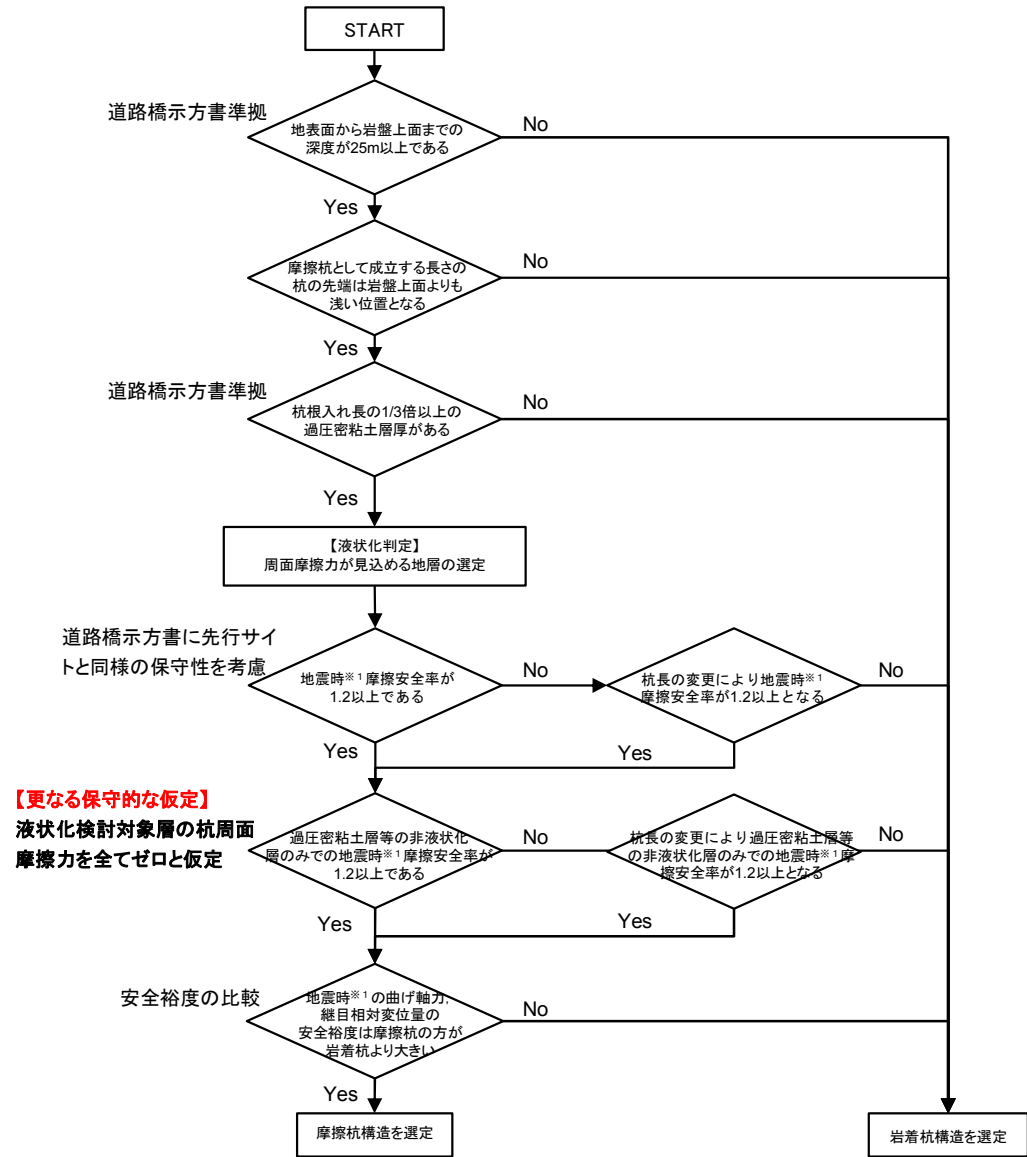 START
道路橋示方書準拠
地表面から岩盤上面までの
深度が25m以上である
No
Yes
摩擦杭として成立する長さの
杭の先端は岩盤上面よりも
浅い位置となる
No
Yes
道路橋示方書準拠
杭根入れ長の1/3倍以上の
過圧密粘土層厚がある
No
Yes
【液状化判定】
周面摩擦力が見込める地層の選定
道路橋示方書に先行サイ
トと同様の保守性を考慮
地震時※1摩擦安全率が
1.2以上である
No
杭長の変更により地震時※1
摩擦安全率が1.2以上となる
No
Yes
Yes
【更なる保守的な仮定】
液状化検討対象層の杭周面
摩擦力を全てゼロと仮定
過圧密粘土層等の非液状化
層のみでの地震時※1摩擦安全率が
1.2以上である
No
杭長の変更により過圧密粘土層等
の非液状化層のみでの地震時※1摩
擦安全率が1.2以上となる
No
Yes
Yes
安全裕度の比較
地震時※1の曲げ軸力,
継目相対変位量の
安全裕度は摩擦杭の方が
岩着杭より大きい
No
Yes
摩擦杭構造を選定
岩着杭構造を選定